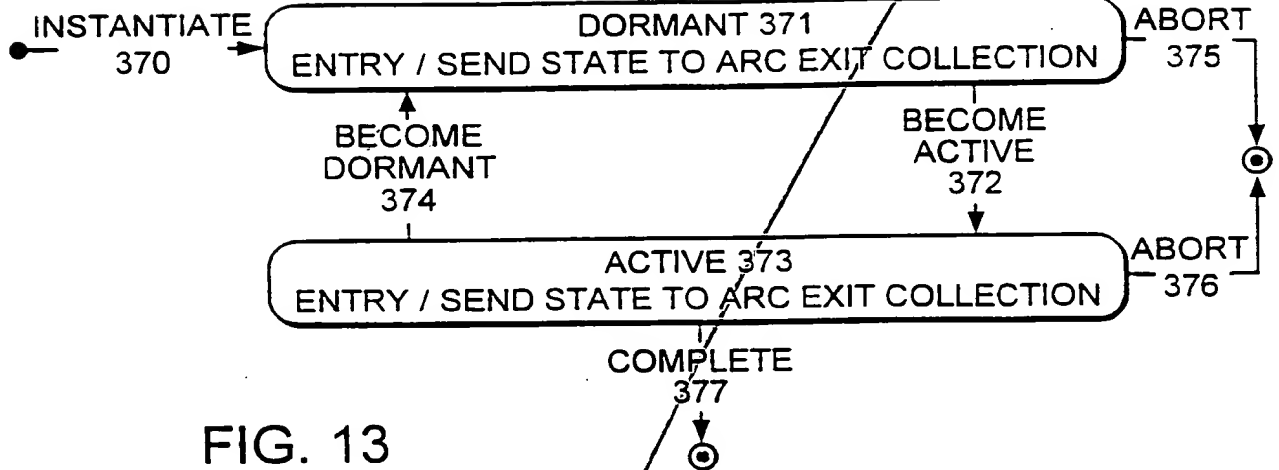 INSTANTIATE
370
DORMANT 371
ENTRY / SEND STATE TO ARC EXIT COLLECTION
ABORT
375
BECOME
DORMANT
374
BECOME
ACTIVE
372
ACTIVE 373
ENTRY / SEND STATE TO ARC EXIT COLLECTION
ABORT
376
COMPLETE
377
FIG. 13